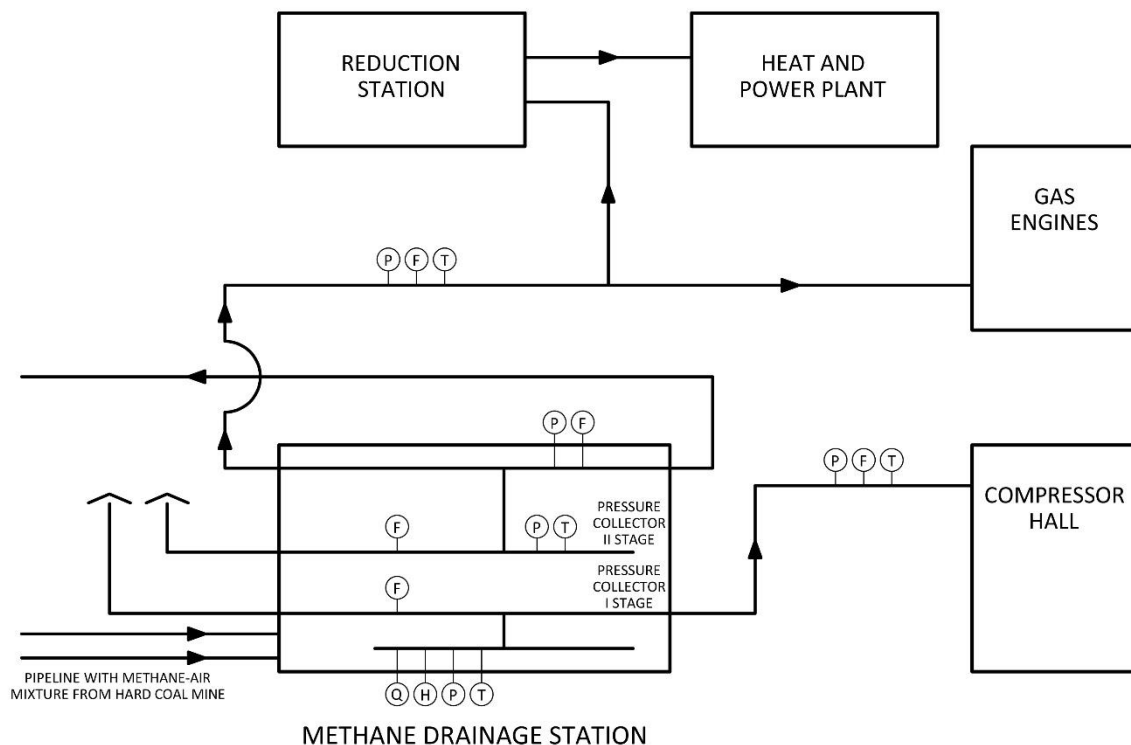 REDUCTION
STATION
HEAT AND
POWER PLANT
GAS
ENGINES
P F T
P F
P F T
COMPRESSOR
HALL
PRESSURE
COLLECTOR
II STAGE
F
P T
PRESSURE
COLLECTOR
I STAGE
F
PIPELINE WITH METHANE-AIR
MIXTURE FROM HARD COAL MINE
Q H P T
METHANE DRAINAGE STATION